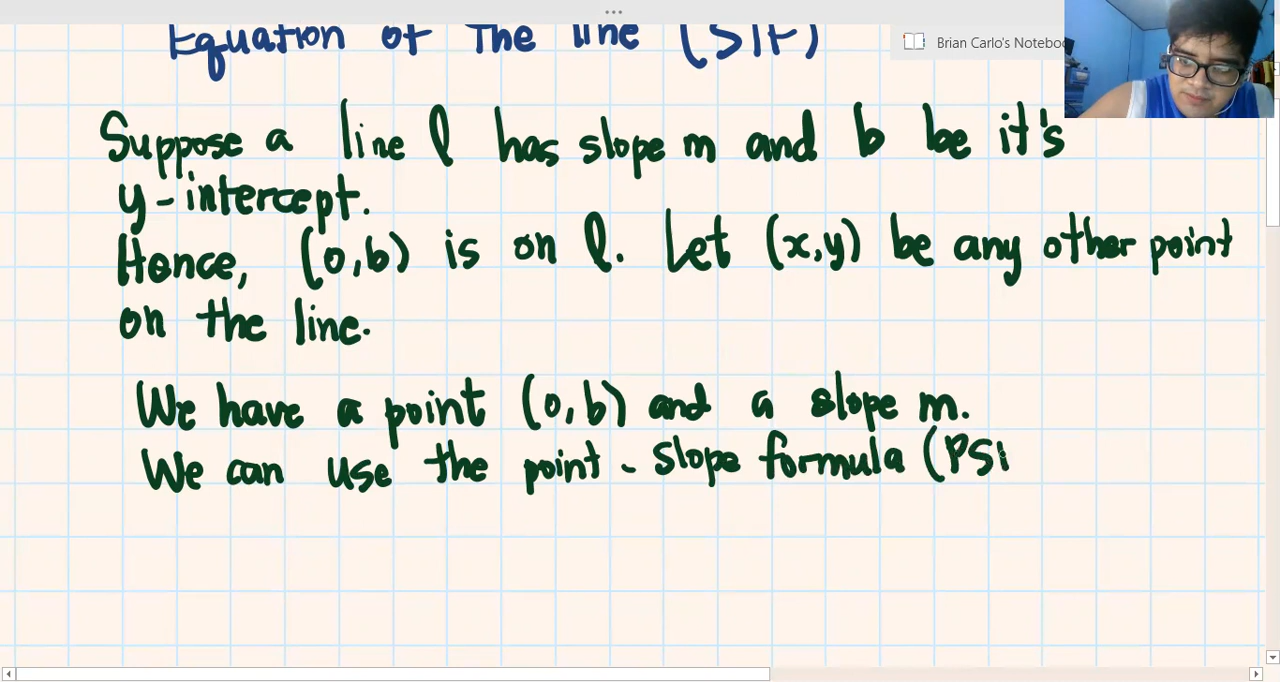 Equation of the line (SIF)
Brian Carlo's Notebo
Suppose a line l has slope m and b be it's
y-intercept.
Hence, (0,b) is on l. Let (x,y) be any other point
on the line.
We have a point (0,b) and a slope m.
We can use the point - slope formula (PSI